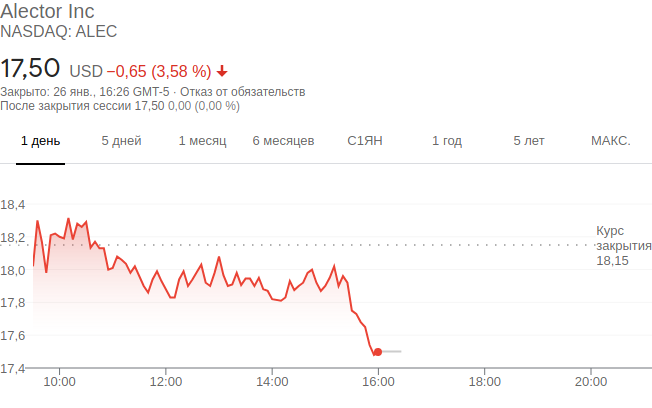 Alector Inc
NASDAQ: ALEC
17,50 USD −0,65 (3,58 %)
Закрыто: 26 янв., 16:26 GMT-5 · Отказ от обязательств
После закрытия сессии 17,50 0,00 (0,00 %)
1 день 5 дней 1 месяц 6 месяцев С1ЯН 1 год 5 лет МАКС.
18,4
18,2
18,0
17,8
17,6
17,4
Курс
закрытия
18,15
10:00 12:00 14:00 16:00 18:00 20:00